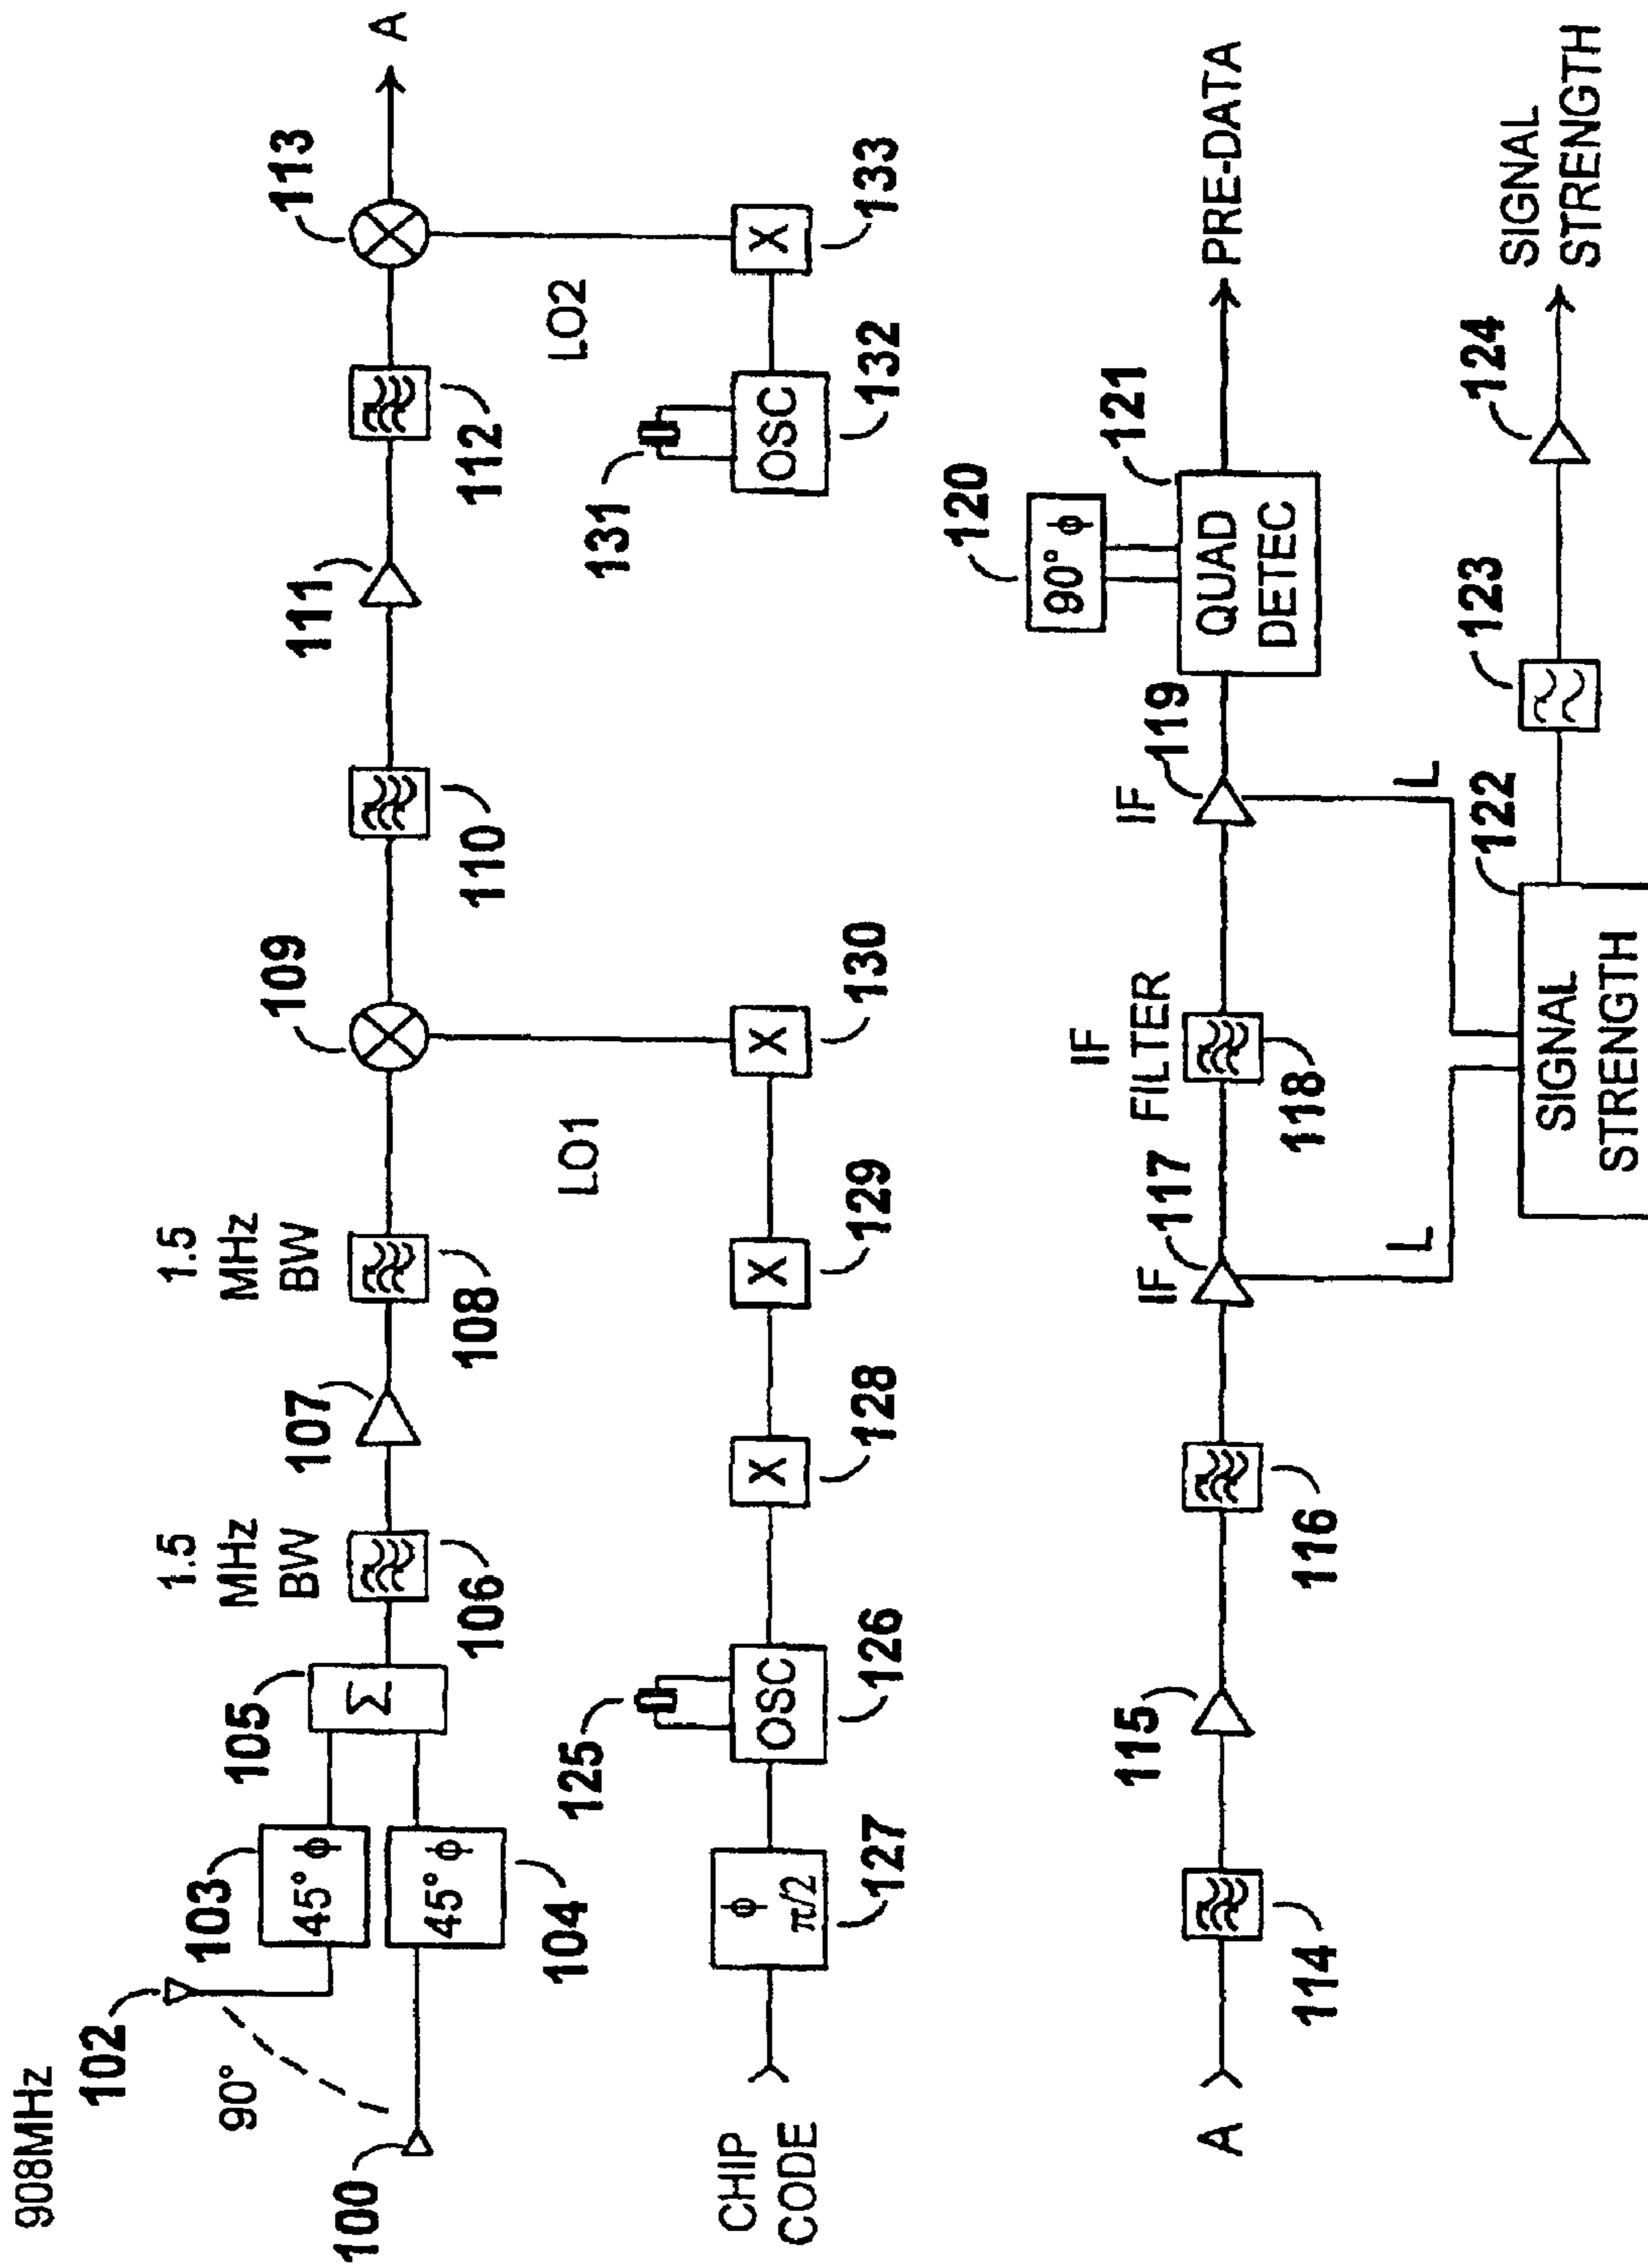 908MHz
102
90°
100
103
45° ϕ
45° ϕ
104
105
Σ
1.5
MHz
BW
106
107
1.5
MHz
BW
108
109
110
111
112
113
A
CHIP
CODE
ϕ
π/2
127
125
OSC
126
X
128
X
129
X
130
LO1
131
OSC
132
X
133
LO2
A
114
115
116
IF
117
IF
FILTER
118
IF
119
90° ϕ
120
QUAD
DETEC
121
PRE-DATA
L
L
SIGNAL
STRENGTH
122
123
124
SIGNAL
STRENGTH